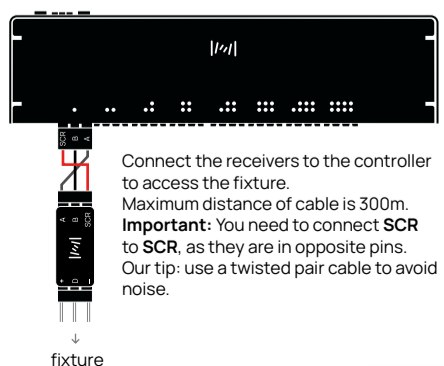 SCR B A
Connect the receivers to the controller
to access the fixture.
Maximum distance of cable is 300m.
Important: You need to connect SCR
to SCR, as they are in opposite pins.
Our tip: use a twisted pair cable to avoid
noise.
A B SCR
+ D −
↓
fixture